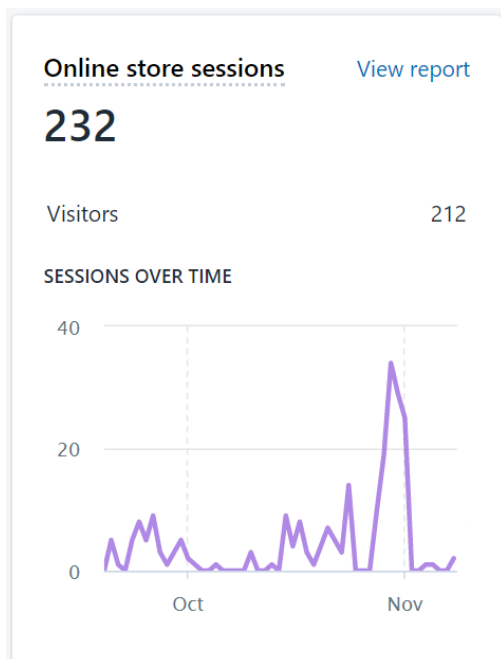 Online store sessions View report
232
Visitors 212
SESSIONS OVER TIME
40
20
0
Oct Nov